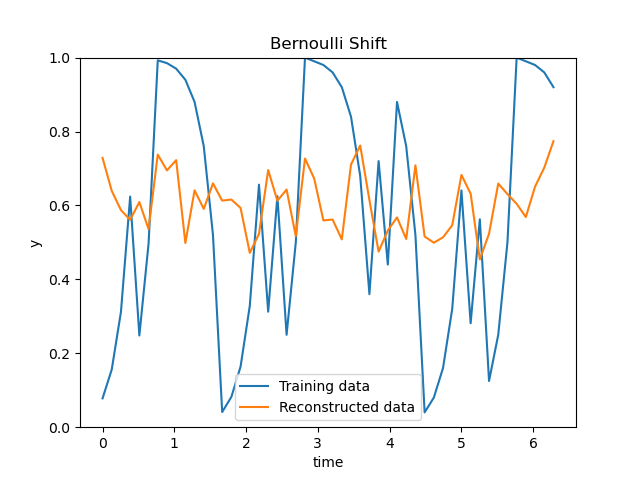 Bernoulli Shift
1.0
0.8
0.6
0.4
0.2
0.0
y
0 1 2 3 4 5 6
time
Training data
Reconstructed data